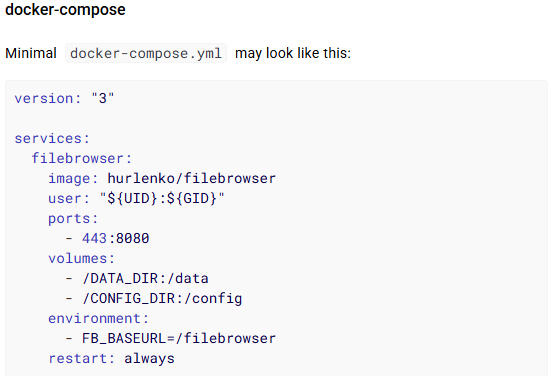 docker-compose
Minimal docker-compose.yml may look like this:
version: "3"
services:
  filebrowser:
    image: hurlenko/filebrowser
    user: "${UID}:${GID}"
    ports:
      - 443:8080
    volumes:
      - /DATA_DIR:/data
      - /CONFIG_DIR:/config
    environment:
      - FB_BASEURL=/filebrowser
    restart: always